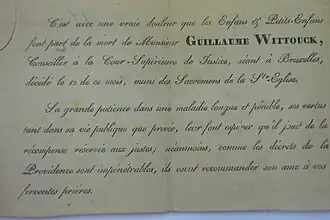 C'est avec une vraie douleur que les Enfans & Petits-Enfans
font part de la mort de Monsieur GUILLAUME WITTOUCK,
Conseiller à la Cour-Supérieure de Justice, séant à Bruxelles,
décédé le 12 de ce mois, muni des Sacremens de la Ste. Eglise.
Sa grande patience dans une maladie longue et pénible, ses vertus
tant dans sa vie publique que privée, leur font espérer qu'il jouit de la
récompense réservée aux justes; néanmoins, comme les décrets de la
Providence sont impénétrables, ils osent recommander son ame à vos
ferventes prières.